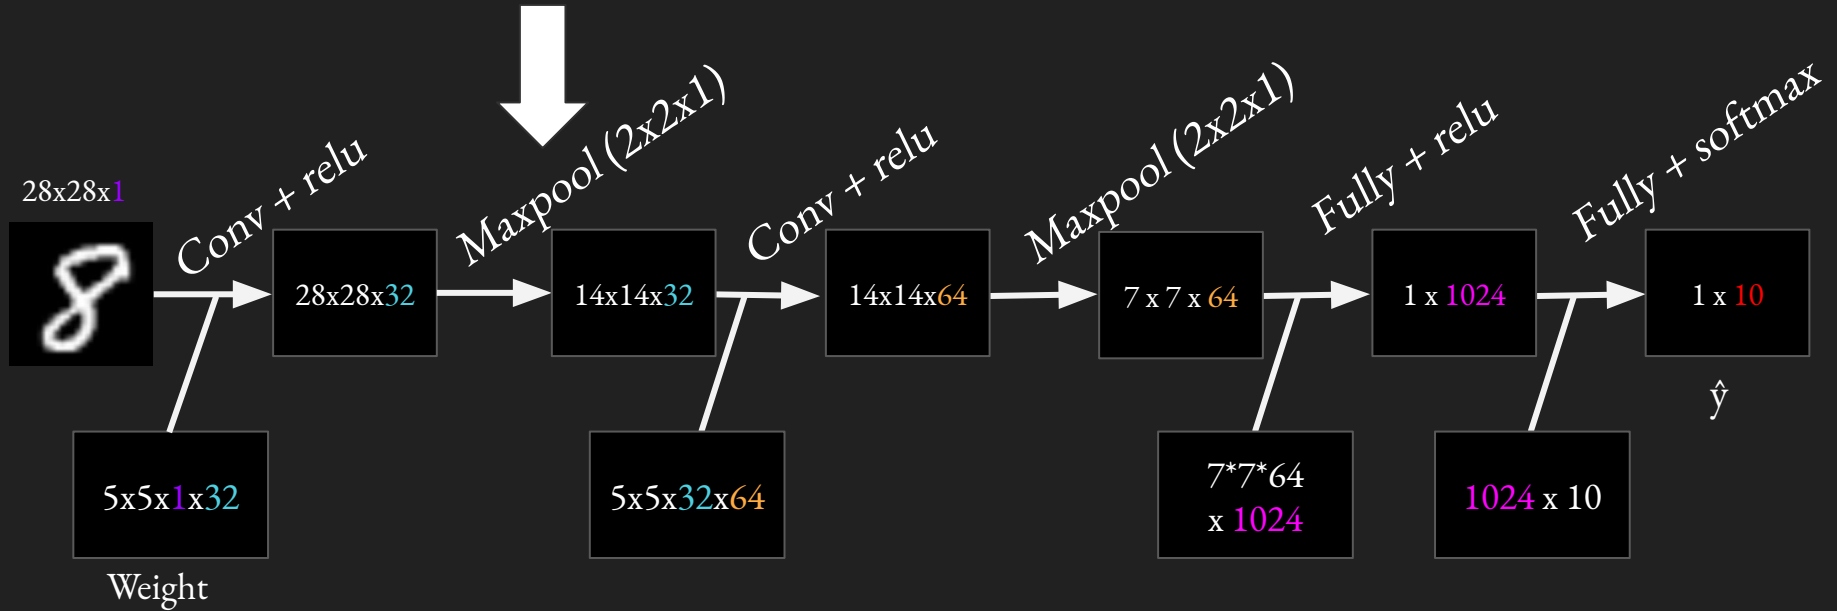 28x28x1
Conv + relu
Maxpool (2x2x1)
Conv + relu
Maxpool (2x2x1)
Fully + relu
Fully + softmax
28x28x32
14x14x32
14x14x64
7 x 7 x 64
1 x 1024
1 x 10
ŷ
5x5x1x32
5x5x32x64
7*7*64
x 1024
1024 x 10
Weight